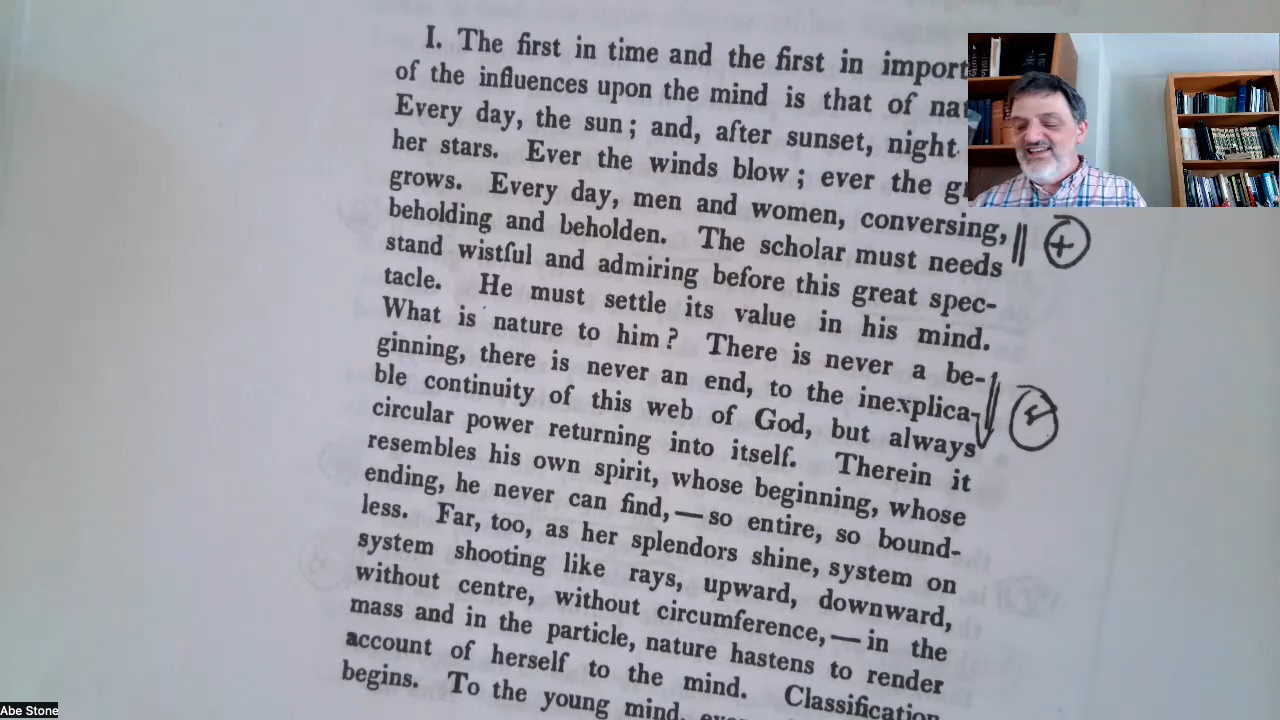 I. The first in time and the first in import
of the influences upon the mind is that of nat
Every day, the sun; and, after sunset, night
her stars. Ever the winds blow; ever the gr
grows. Every day, men and women, conversing,
beholding and beholden. The scholar must needs
stand wistful and admiring before this great spec-
tacle. He must settle its value in his mind.
What is nature to him? There is never a be-
ginning, there is never an end, to the inexplica-
ble continuity of this web of God, but always
circular power returning into itself. Therein it
resembles his own spirit, whose beginning, whose
ending, he never can find,—so entire, so bound-
less. Far, too, as her splendors shine, system on
system shooting like rays, upward, downward,
without centre, without circumference,—in the
mass and in the particle, nature hastens to render
account of herself to the mind. Classification
begins. To the young mind,
Abe Stone